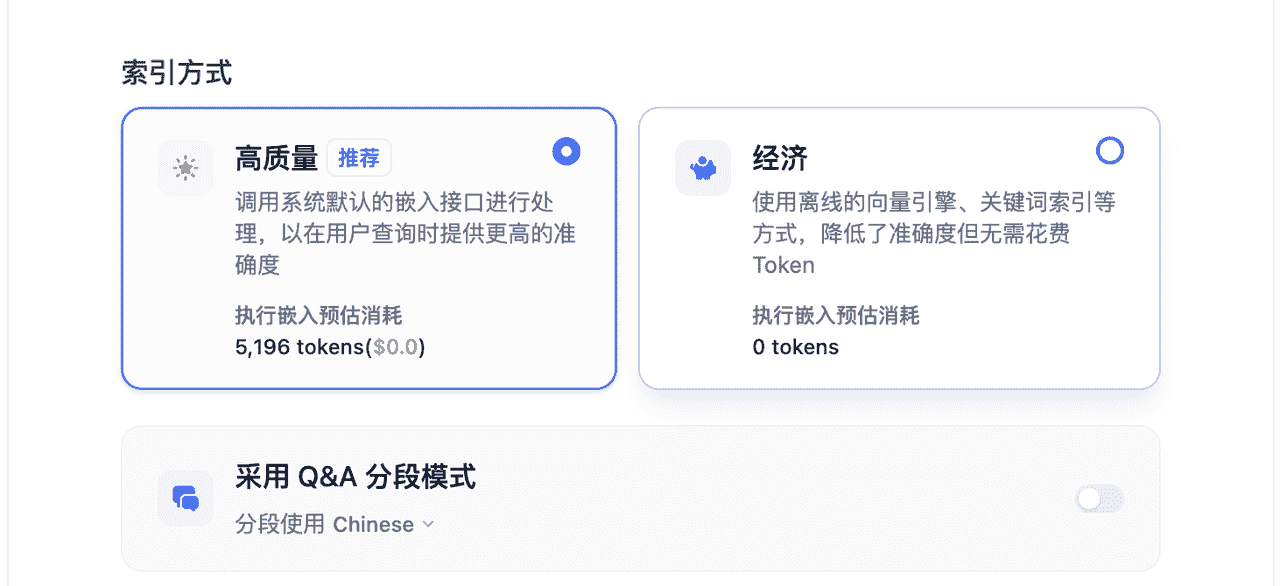 索引方式
高质量 推荐
调用系统默认的嵌入接口进行处
理，以在用户查询时提供更高的准
确度
执行嵌入预估消耗
5,196 tokens($0.0)
经济
使用离线的向量引擎、关键词索引等
方式，降低了准确度但无需花费
Token
执行嵌入预估消耗
0 tokens
采用 Q&A 分段模式
分段使用 Chinese